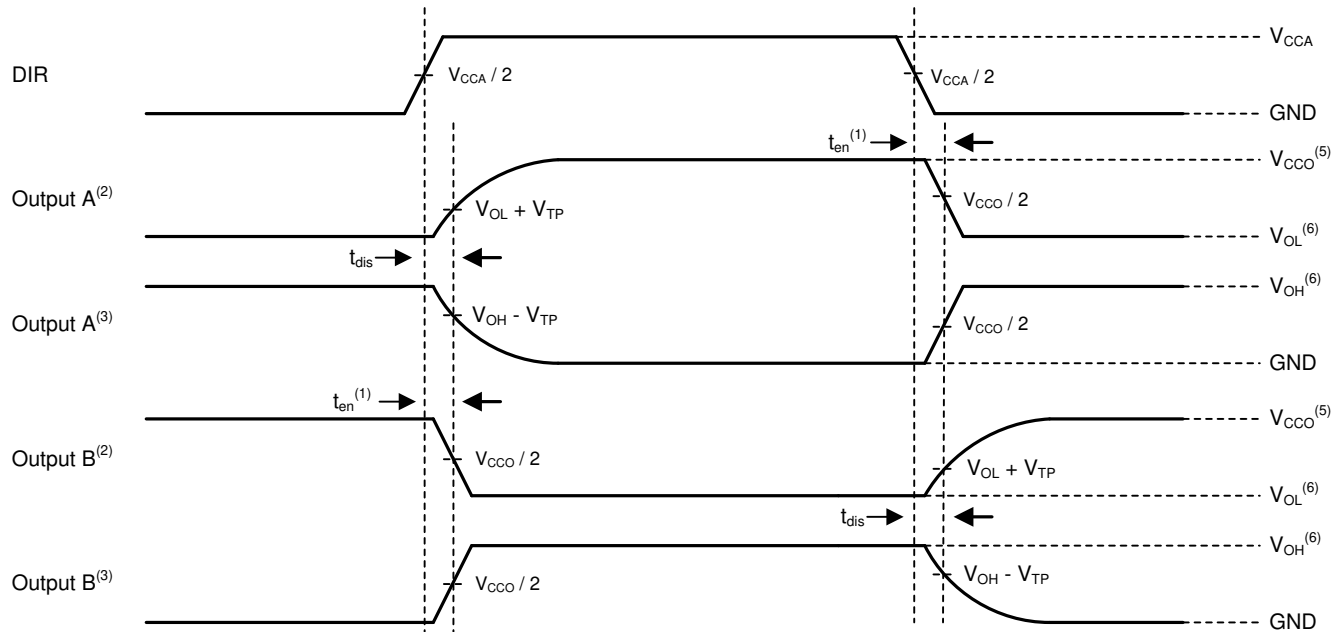 V_CCA
DIR
V_CCA / 2
V_CCA / 2
GND
t_en^(1)
V_CCO^(5)
Output A^(2)
V_OL + V_TP
V_CCO / 2
V_OL^(6)
t_dis
V_OH^(6)
Output A^(3)
V_OH - V_TP
V_CCO / 2
GND
t_en^(1)
V_CCO^(5)
Output B^(2)
V_CCO / 2
V_OL + V_TP
V_OL^(6)
t_dis
V_OH^(6)
Output B^(3)
V_CCO / 2
V_OH - V_TP
GND